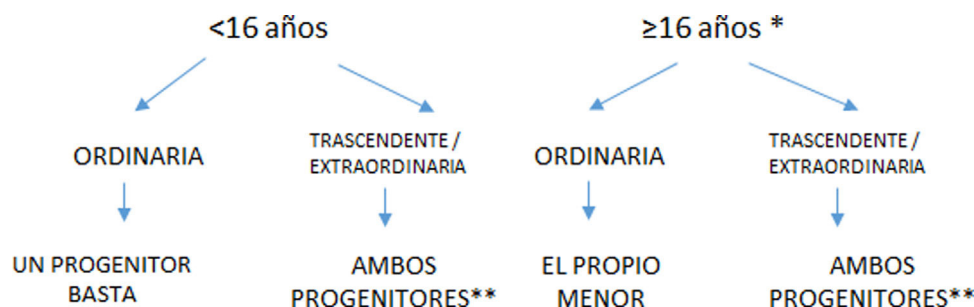 <16 años
≥16 años *
ORDINARIA
TRASCENDENTE /
EXTRAORDINARIA
ORDINARIA
TRASCENDENTE /
EXTRAORDINARIA
UN PROGENITOR
BASTA
AMBOS
PROGENITORES**
EL PROPIO
MENOR
AMBOS
PROGENITORES**